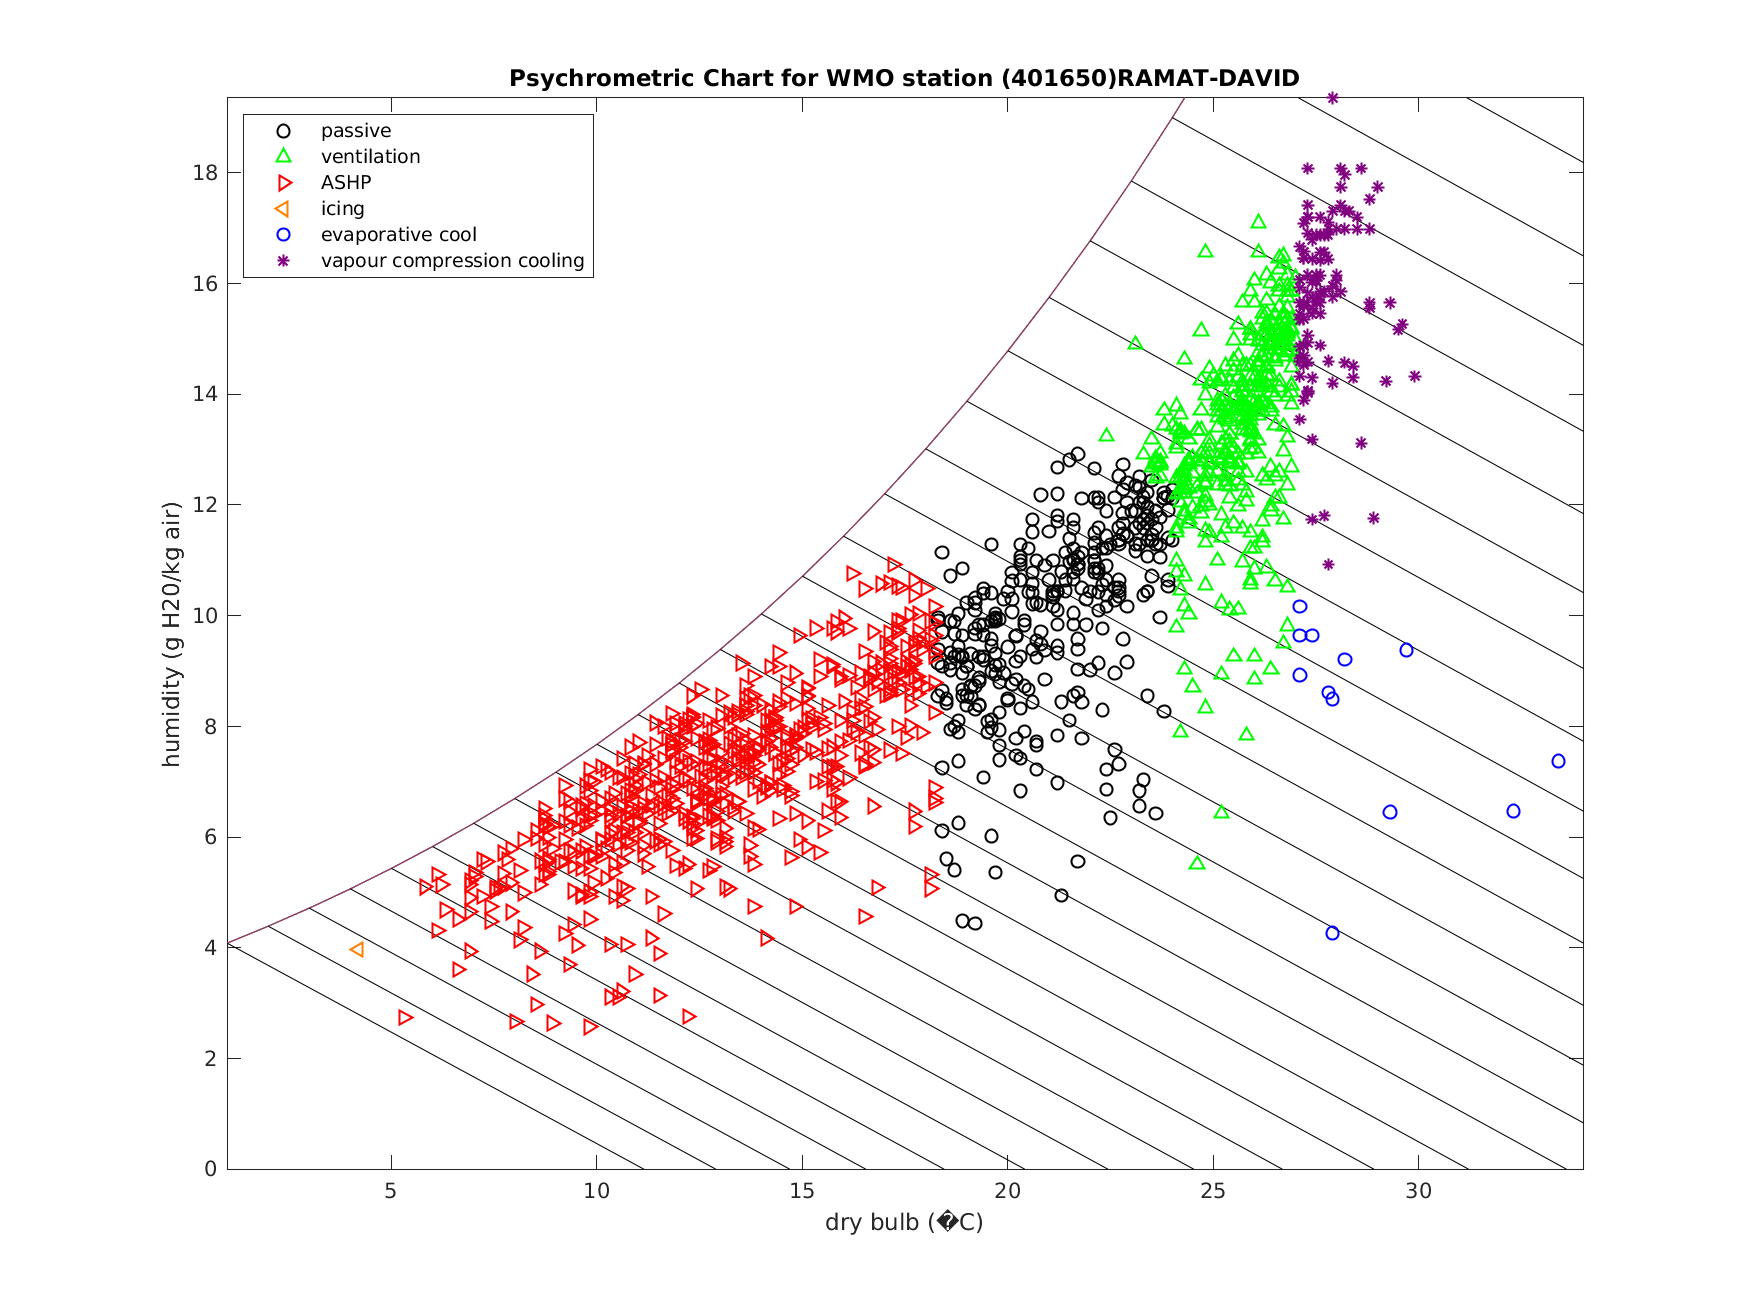 Psychrometric Chart for WMO station (401650)RAMAT-DAVID
passive
ventilation
ASHP
icing
evaporative cool
vapour compression cooling
18
16
14
12
10
8
6
4
2
0
humidity (g H20/kg air)
5 10 15 20 25 30
dry bulb (�C)